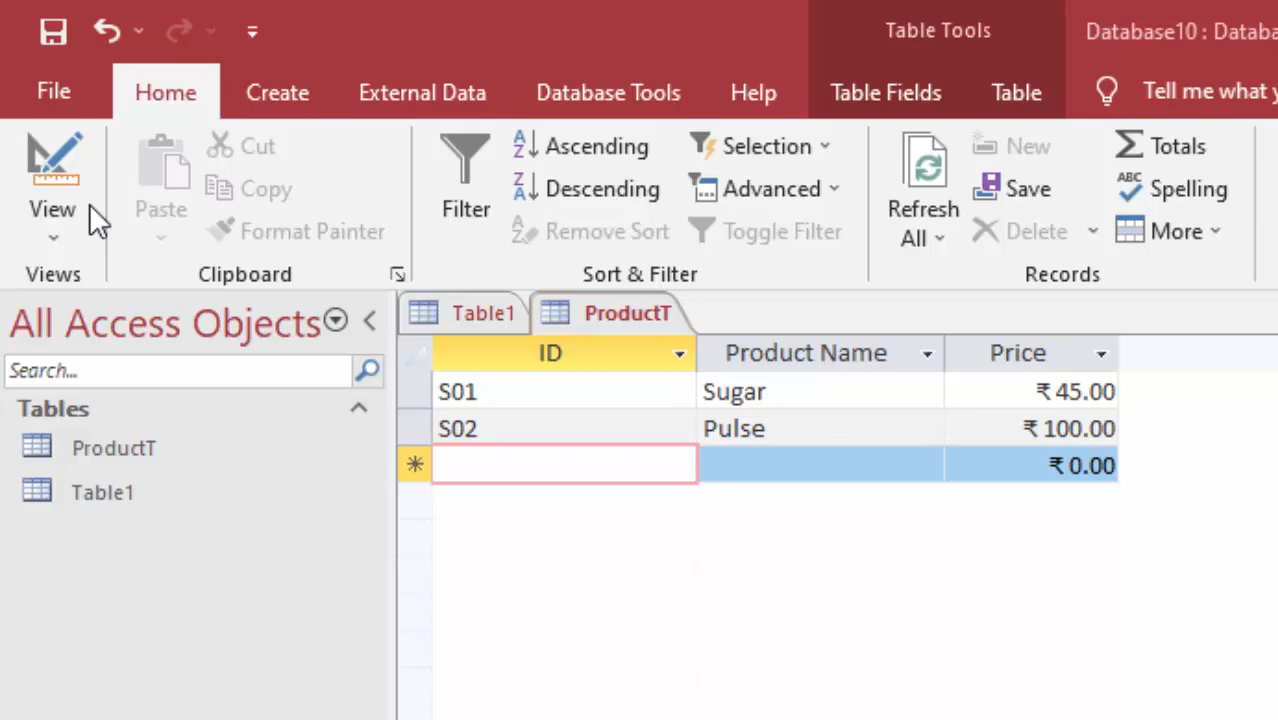 Table Tools
Database10 : Databa
File Home Create External Data Database Tools Help Table Fields Table Tell me what y
View
Views
Paste
Cut
Copy
Format Painter
Clipboard
Filter
Ascending
Descending
Remove Sort
Selection
Advanced
Toggle Filter
Sort & Filter
Refresh
All
New
Save
Delete
Totals
Spelling
More
Records
All Access Objects
Search...
Tables
ProductT
Table1
Table1 ProductT
ID Product Name Price
S01 Sugar ₹ 45.00
S02 Pulse ₹ 100.00
₹ 0.00